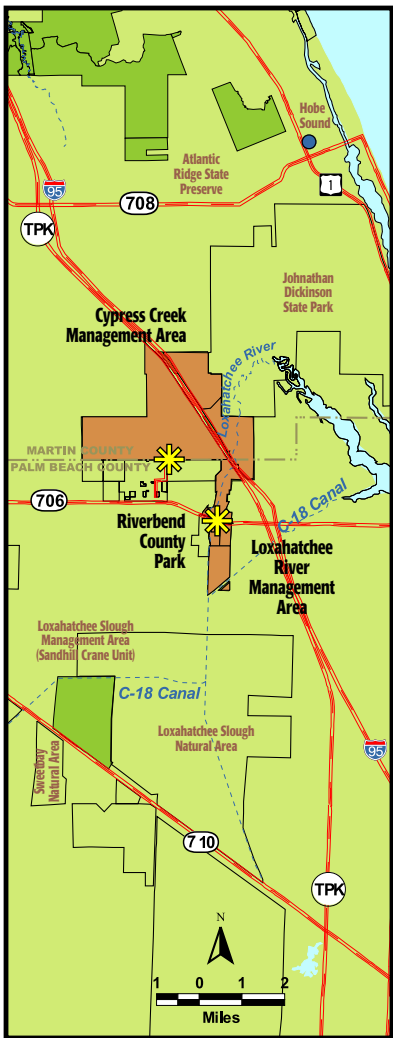 Hobe
Sound
Atlantic
Ridge State
Preserve
95
1
708
TPK
Johnathan
Dickinson
State Park
Cypress Creek
Management Area
Loxahatchee River
MARTIN COUNTY
PALM BEACH COUNTY
706
C-18 Canal
Riverbend
County
Park
Loxahatchee
River
Management
Area
Loxahatchee Slough
Management Area
(Sandhill Crane Unit)
C-18 Canal
Loxahatchee Slough
Natural Area
95
Sweetbay
Natural Area
7 10
TPK
N
1 0 1 2
Miles